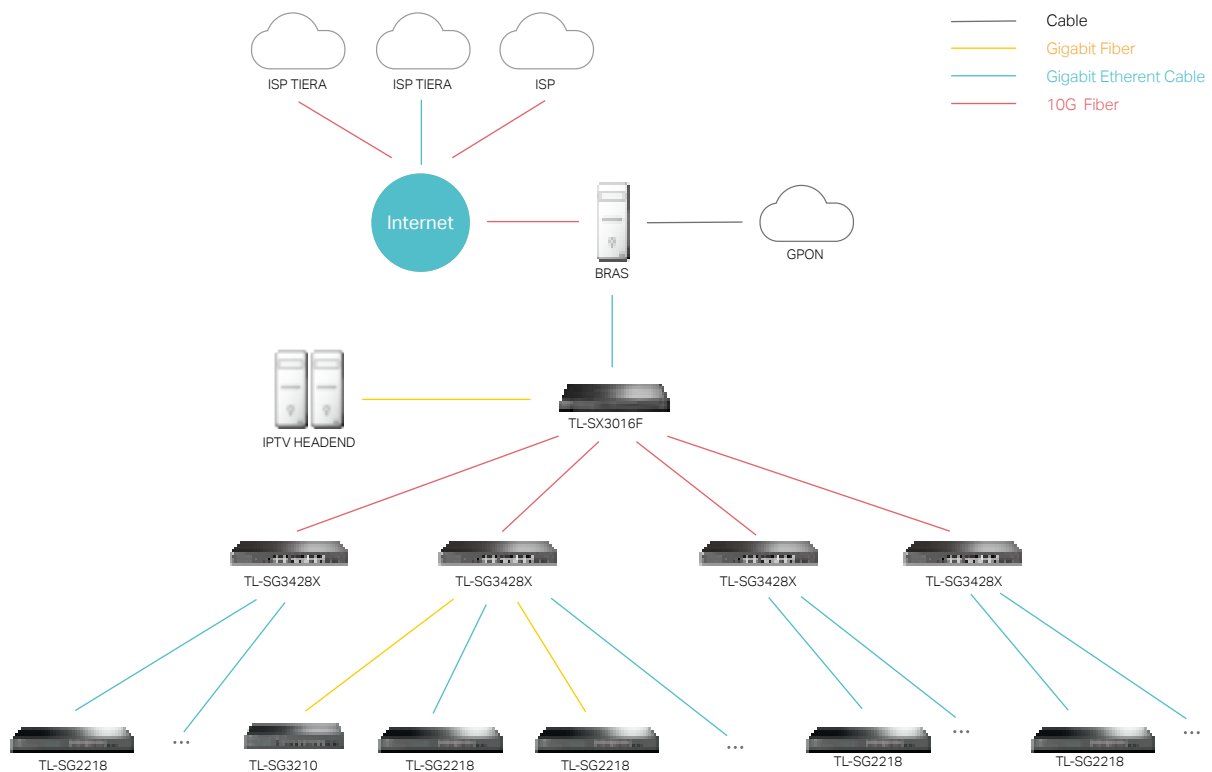 Cable
Gigabit Fiber
Gigabit Etherent Cable
10G Fiber
ISP TIERA
ISP TIERA
ISP
Internet
BRAS
GPON
IPTV HEADEND
TL-SX3016F
TL-SG3428X
TL-SG3428X
TL-SG3428X
TL-SG3428X
...
...
...
...
TL-SG2218
TL-SG3210
TL-SG2218
TL-SG2218
TL-SG2218
TL-SG2218